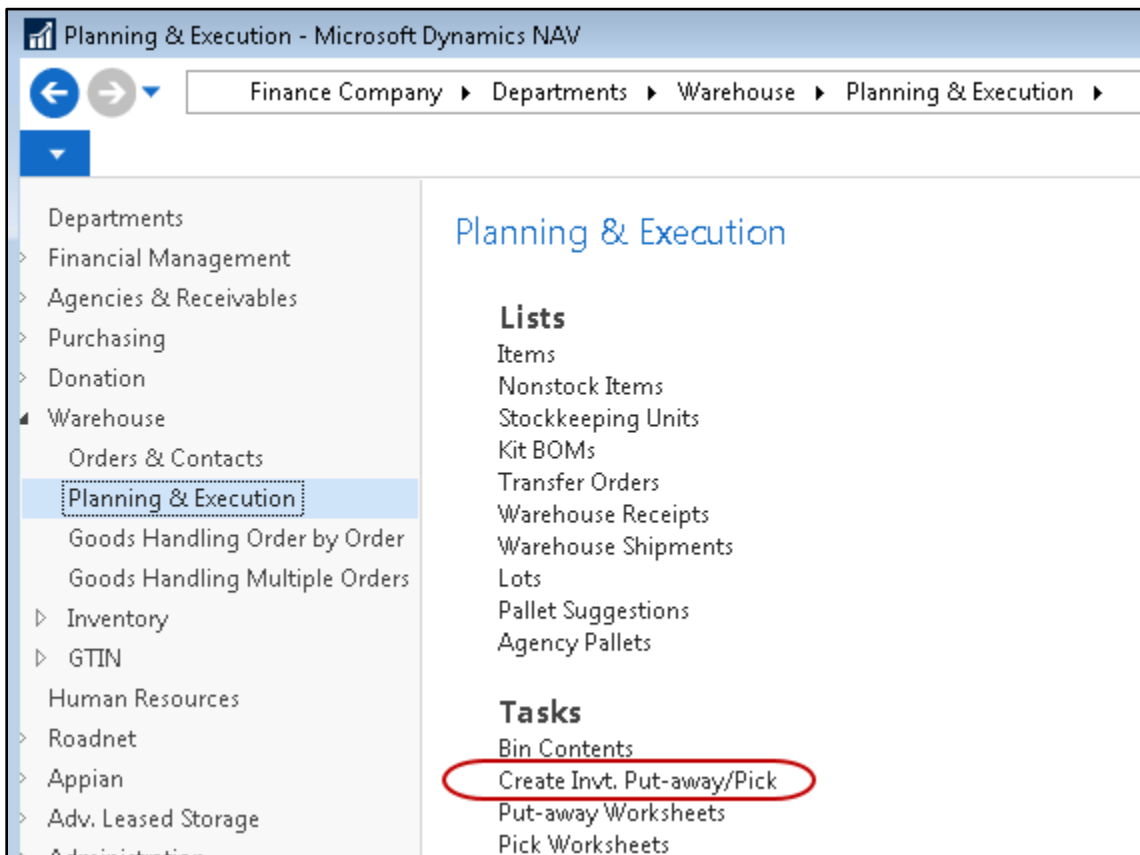 Planning & Execution - Microsoft Dynamics NAV
Finance Company ▸ Departments ▸ Warehouse ▸ Planning & Execution ▸
Departments
Financial Management
Agencies & Receivables
Purchasing
Donation
Warehouse
Orders & Contacts
Planning & Execution
Goods Handling Order by Order
Goods Handling Multiple Orders
Inventory
GTIN
Human Resources
Roadnet
Appian
Adv. Leased Storage
Administration
Planning & Execution
Lists
Items
Nonstock Items
Stockkeeping Units
Kit BOMs
Transfer Orders
Warehouse Receipts
Warehouse Shipments
Lots
Pallet Suggestions
Agency Pallets
Tasks
Bin Contents
Create Invt. Put-away/Pick
Put-away Worksheets
Pick Worksheets